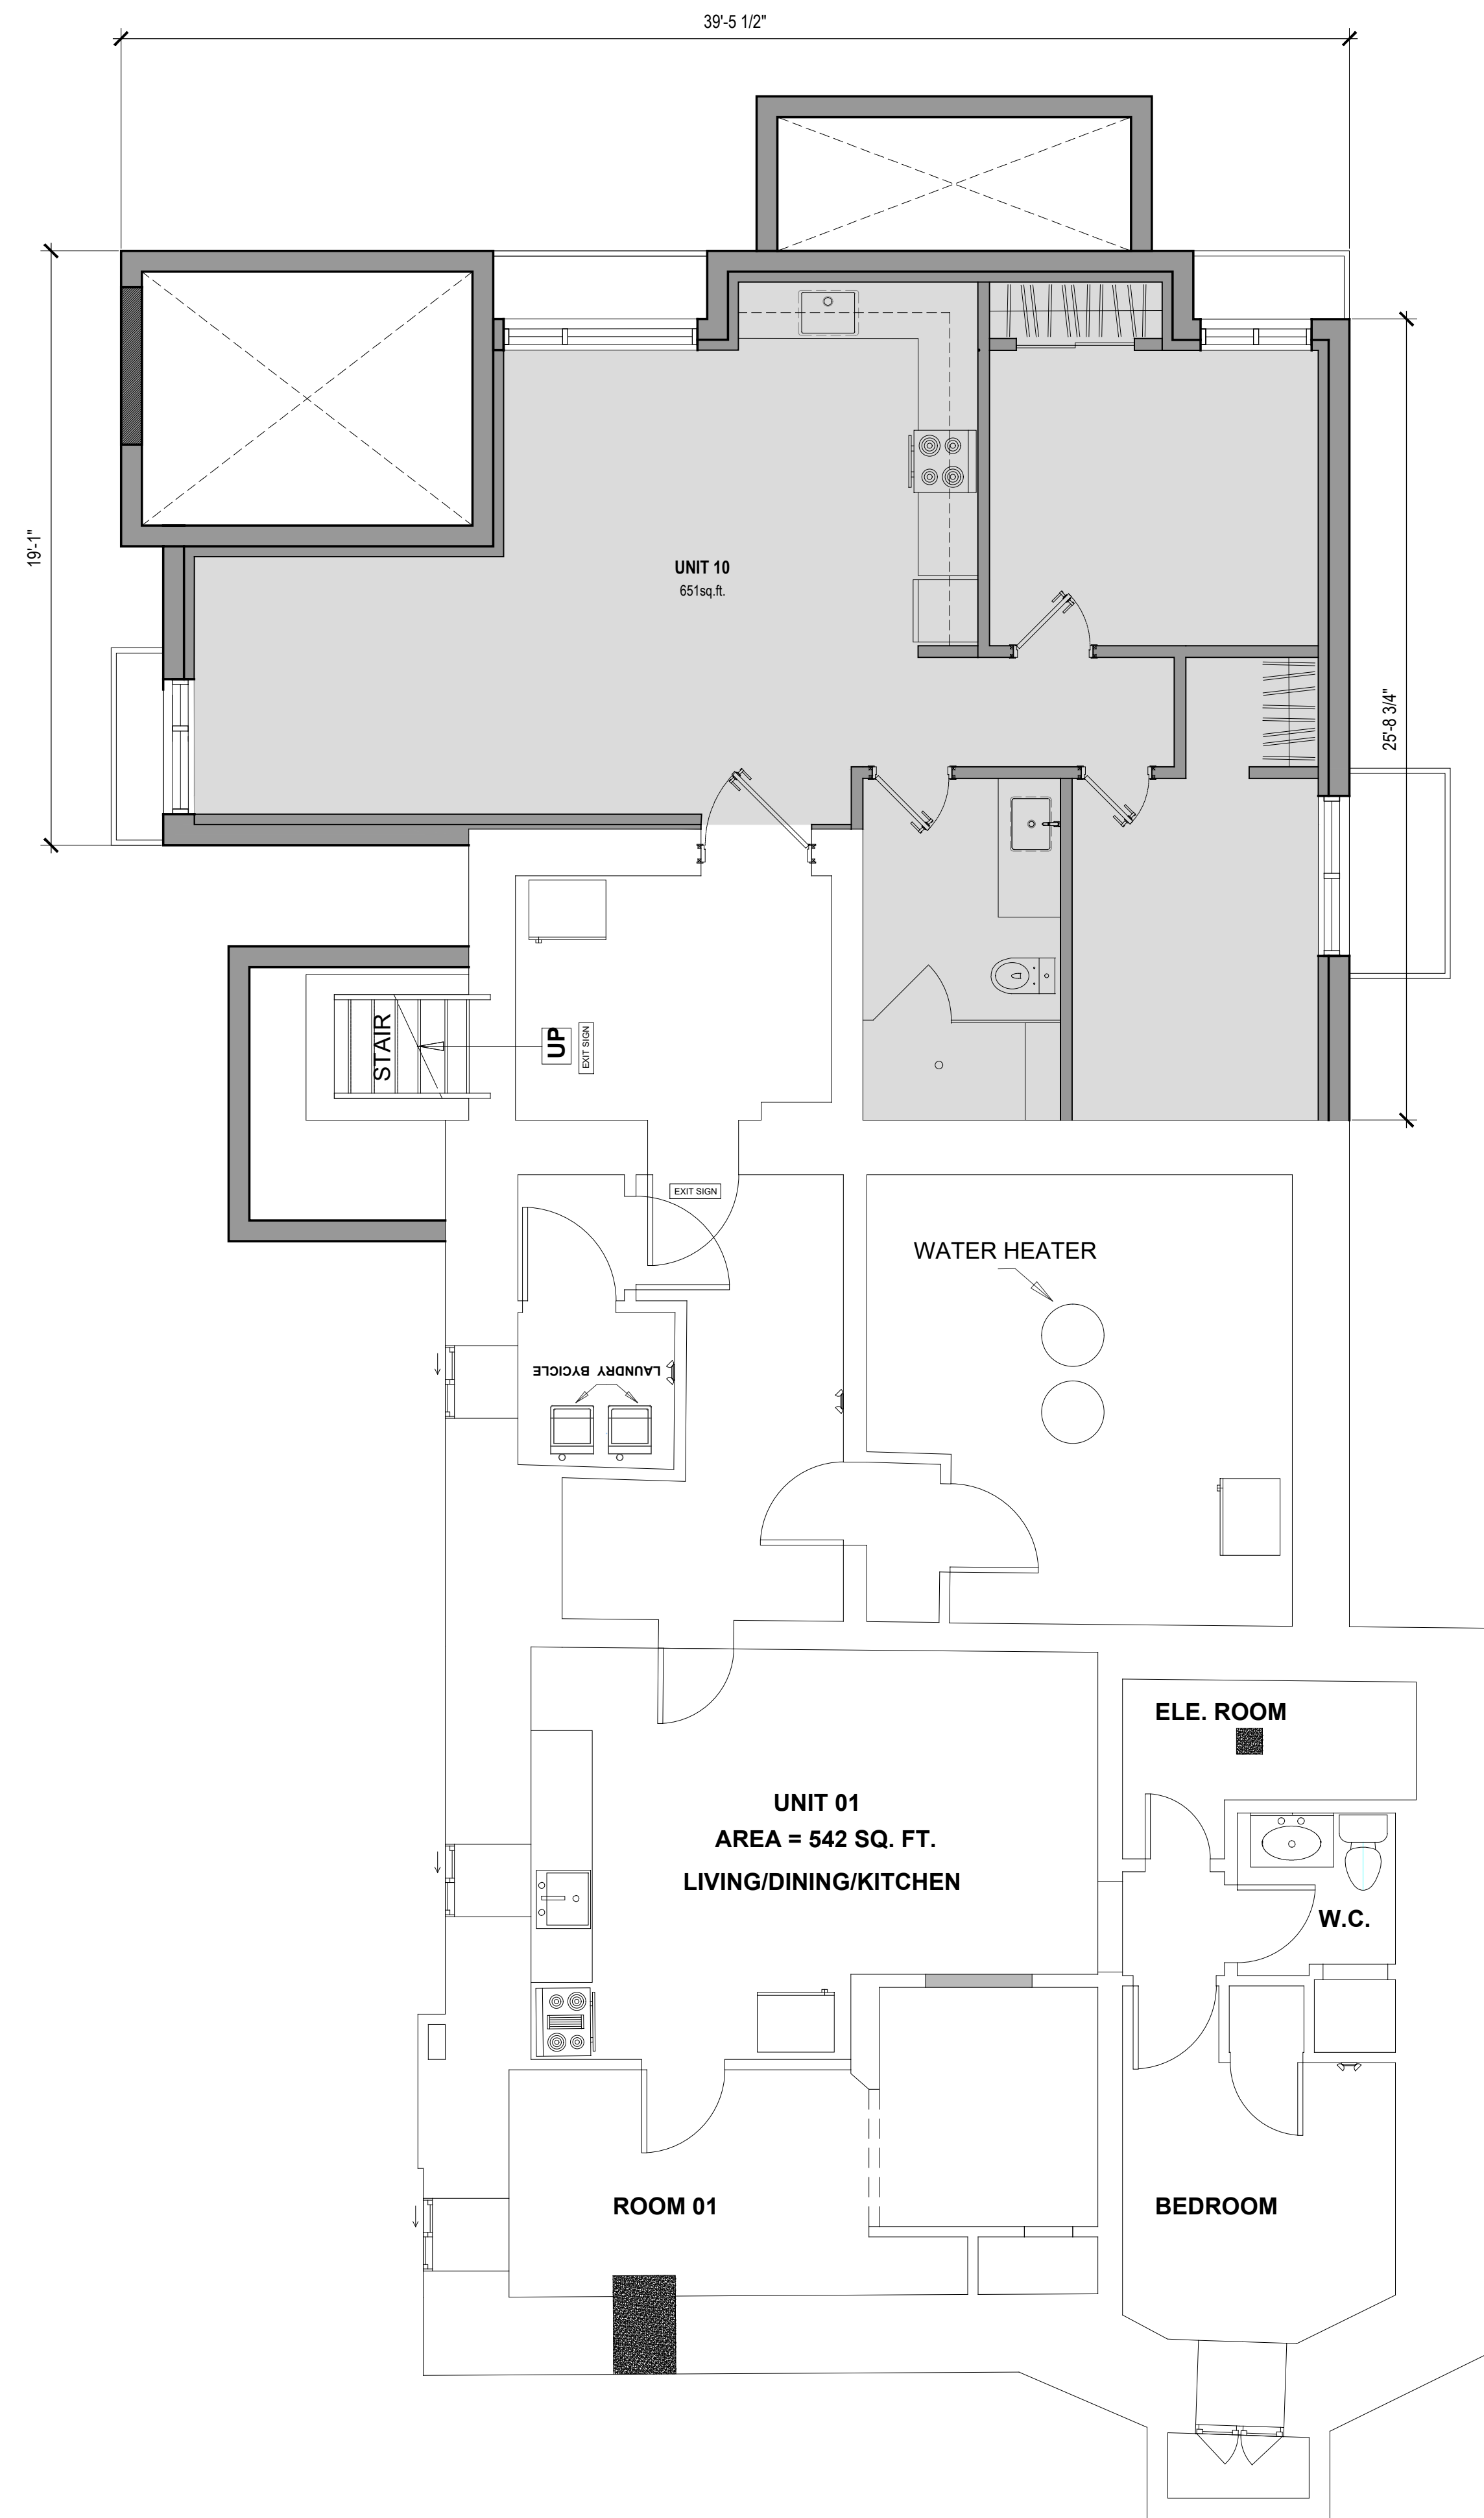 39'-5 1/2"
19'-1"
UNIT 10
651sq.ft.
25'-8 3/4"
STAIR
UP
EXIT SIGN
EXIT SIGN
WATER HEATER
LAUNDRY BYCICLE
ELE. ROOM
UNIT 01
AREA = 542 SQ. FT.
LIVING/DINING/KITCHEN
W.C.
ROOM 01
BEDROOM